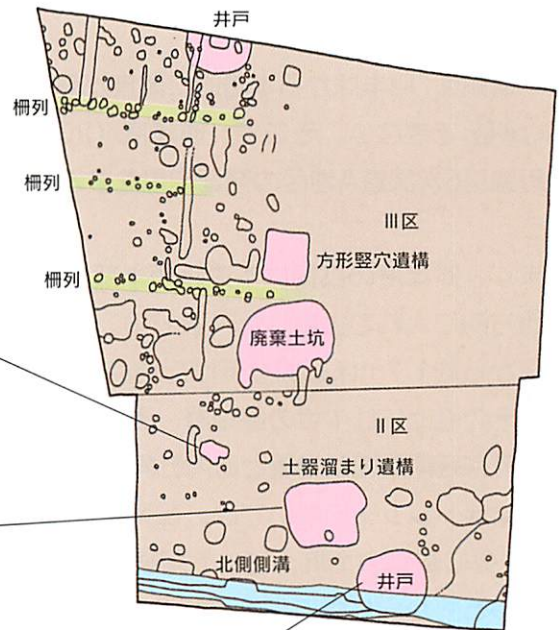 井戸
柵列
柵列
Ⅲ区
方形竪穴遺構
柵列
廃棄土坑
Ⅱ区
土器溜まり遺構
北側側溝
井戸